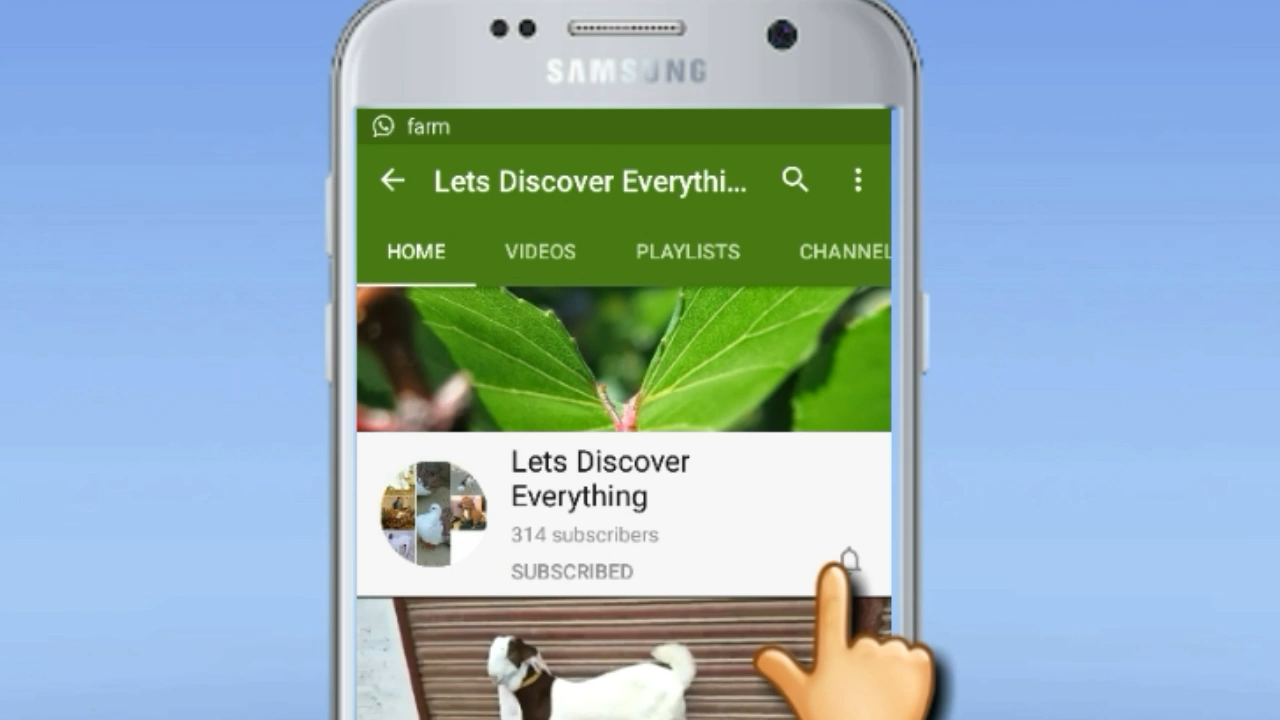 SAMSUNG
farm
Lets Discover Everythi...
HOME VIDEOS PLAYLISTS CHANNEL
Lets Discover
Everything
314 subscribers
SUBSCRIBED